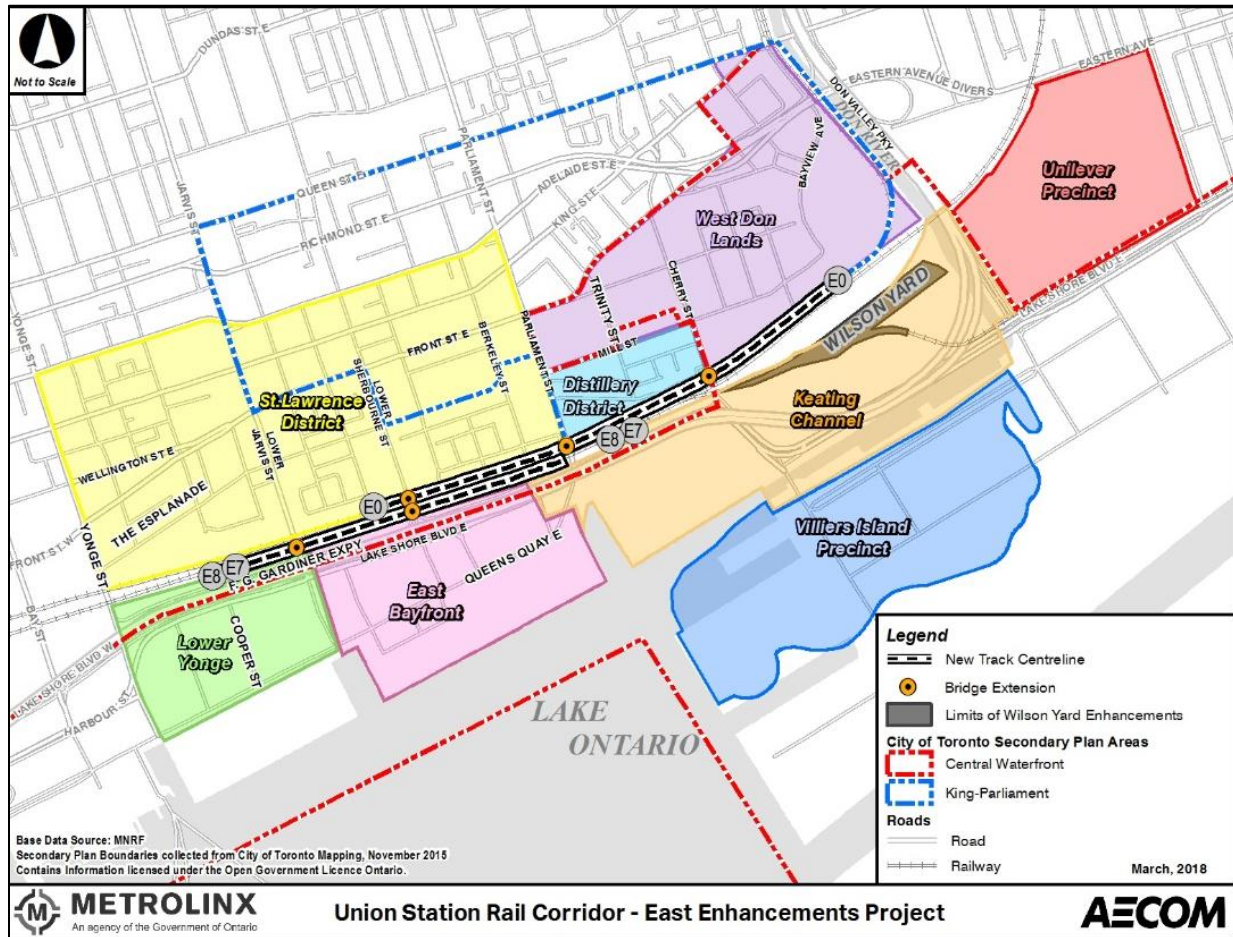 Not to Scale
DUNDAS ST E
EASTERN AVE
EASTERN AVENUE DIVERS
DON VALLEY PKY
DON RIVER
BAYVIEW AVE
Unilever
Precinct
PARLIAMENT ST
ADELAIDE ST E
QUEEN ST E
KING ST E
JARVIS ST
RICHMOND ST E
West Don
Lands
CHERRY ST
TRINITY ST
E0
WILSON YARD
LAKE SHORE BLVD E
YONGE ST
FRONT ST E
BERKELEY ST
PARLIAMENT ST
MILL ST
Distillery
District
LOWER
SHERBOURNE ST
St.Lawrence
District
Keating
Channel
E8 E7
LOWER
JARVIS ST
WELLINGTON ST E
THE ESPLANADE
E0
FRONT ST W
YONGE ST
BAY ST
E8 E7
F. G. GARDINER EXPY
LAKE SHORE BLVD E
QUEENS QUAY E
Villiers Island
Precinct
East
Bayfront
Lower
Yonge
COOPER ST
LAKE SHORE BLVD W
HARBOUR ST
LAKE
ONTARIO
Legend
New Track Centreline
Bridge Extension
Limits of Wilson Yard Enhancements
City of Toronto Secondary Plan Areas
Central Waterfront
King-Parliament
Roads
Road
Railway
March, 2018
Base Data Source: MNRF
Secondary Plan Boundaries collected from City of Toronto Mapping, November 2015
Contains Information licensed under the Open Government Licence Ontario.
M METROLINX
An agency of the Government of Ontario
Union Station Rail Corridor - East Enhancements Project
AECOM